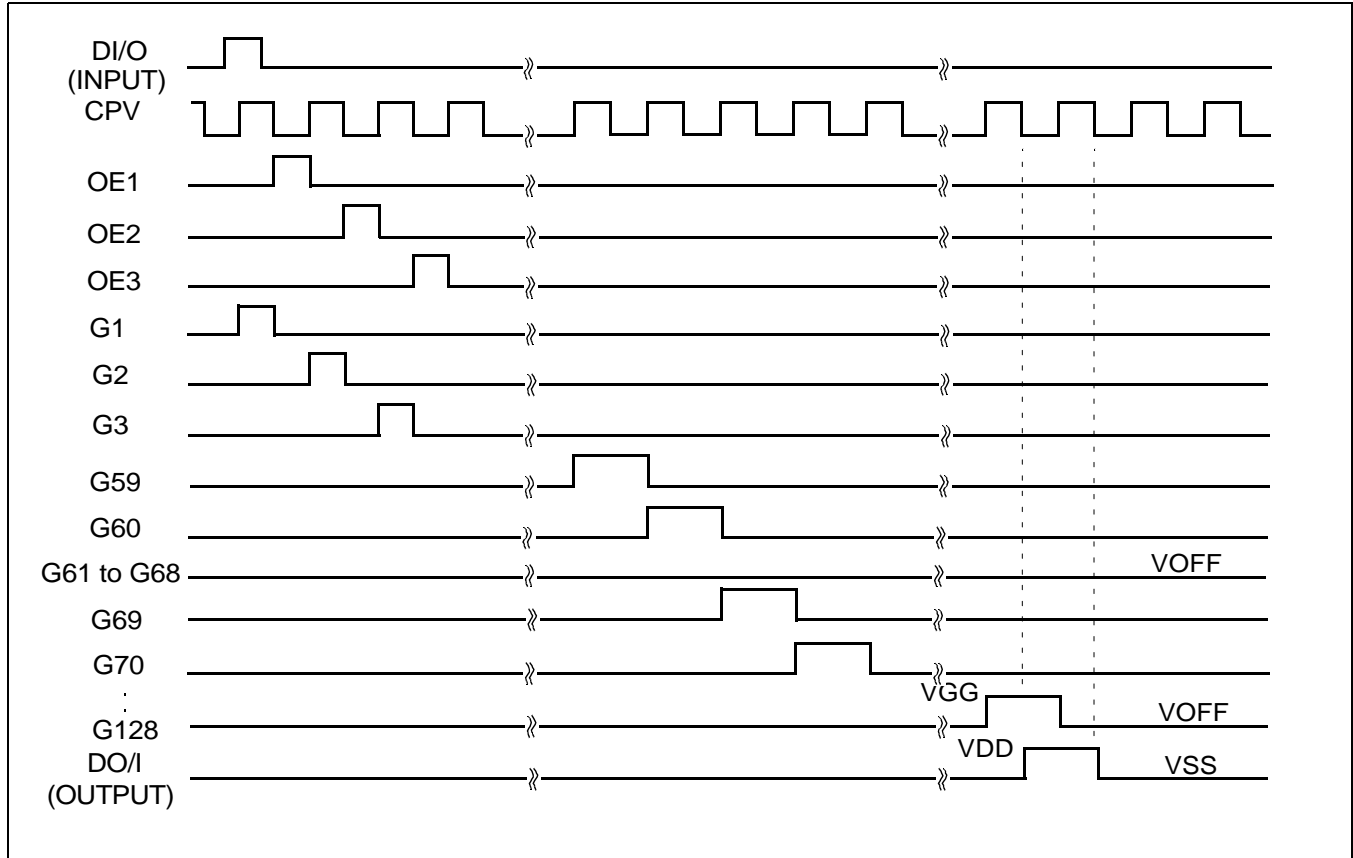 DI/O
(INPUT)
CPV
OE1
OE2
OE3
G1
G2
G3
G59
G60
G61 to G68
VOFF
G69
G70
VGG
G128
VOFF
DO/I
(OUTPUT)
VDD
VSS